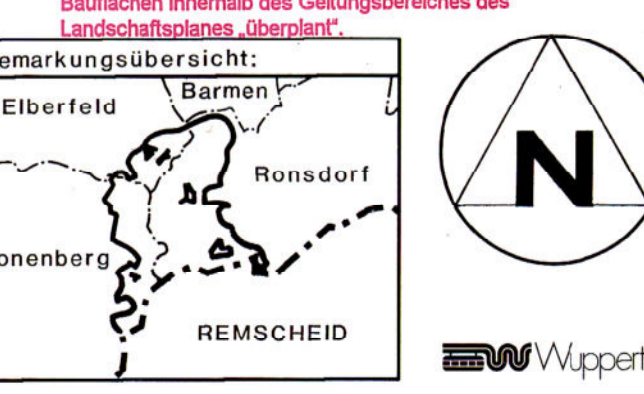 Bauflächen innerhalb des Geltungsbereiches des
Landschaftsplanes „überplant“.
emarkungsübersicht:
Elberfeld
Barmen
Ronsdorf
onenberg
REMSCHEID
N
Wuppert